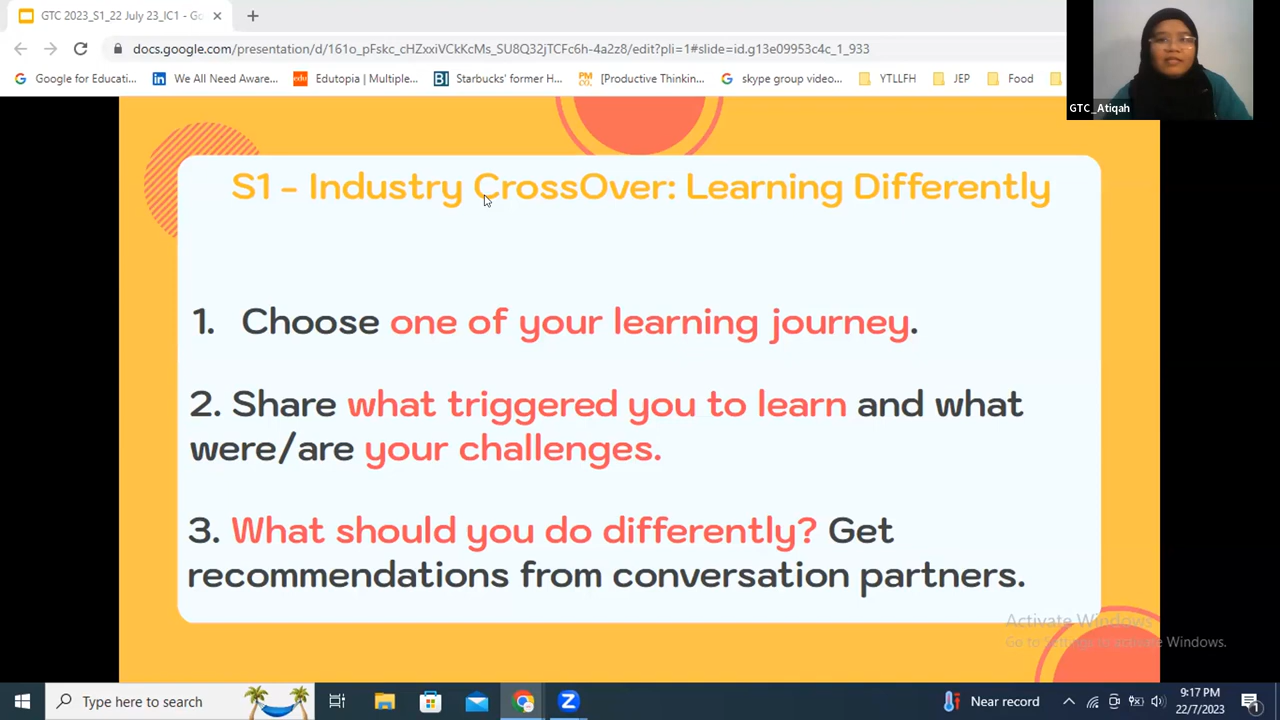 GTC 2023_S1_22 July 23_IC1 - Go
docs.google.com/presentation/d/161o_pFskc_cHZxxiVCkKcMs_SU8Q32jTCFc6h-4a2z8/edit?pli=1#slide=id.g13e09953c4c_1_933
Google for Educati... We All Need Aware... Edutopia | Multiple... Starbucks' former H... [Productive Thinkin... skype group video... YTLLFH JEP Food
GTC_Atiqah
S1 - Industry CrossOver: Learning Differently
1. Choose one of your learning journey.
2. Share what triggered you to learn and what
were/are your challenges.
3. What should you do differently? Get
recommendations from conversation partners.
Activate Windows
Go to Settings to activate Windows.
Type here to search
Near record
9:17 PM
22/7/2023